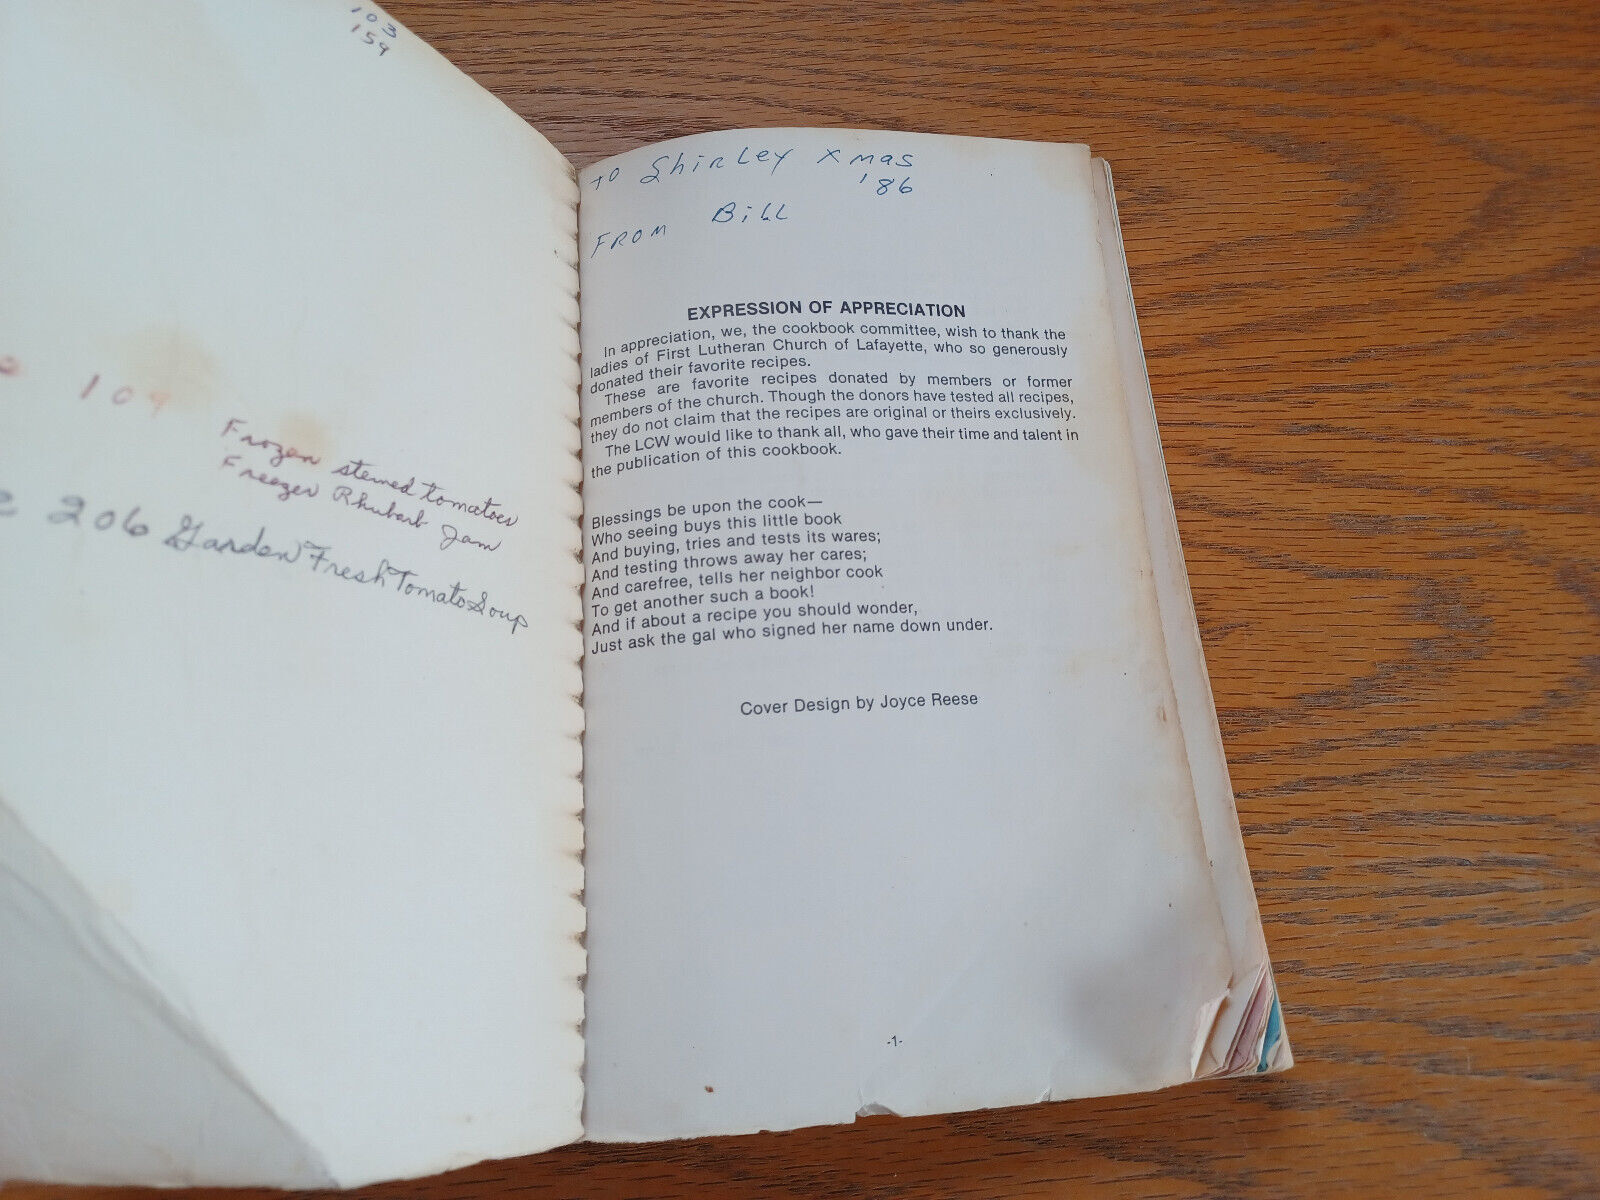 103
159
109 Frozen stewed tomatoes
Freezer Rhubarb Jam
206 Garden Fresh Tomato Soup
TO Shirley Xmas
'86
FROM Bill
EXPRESSION OF APPRECIATION
In appreciation, we, the cookbook committee, wish to thank the
ladies of First Lutheran Church of Lafayette, who so generously
donated their favorite recipes.
These are favorite recipes donated by members or former
members of the church. Though the donors have tested all recipes,
they do not claim that the recipes are original or theirs exclusively.
The LCW would like to thank all, who gave their time and talent in
the publication of this cookbook.
Blessings be upon the cook—
Who seeing buys this little book
And buying, tries and tests its wares;
And testing throws away her cares;
And carefree, tells her neighbor cook
To get another such a book!
And if about a recipe you should wonder,
Just ask the gal who signed her name down under.
Cover Design by Joyce Reese
-1-